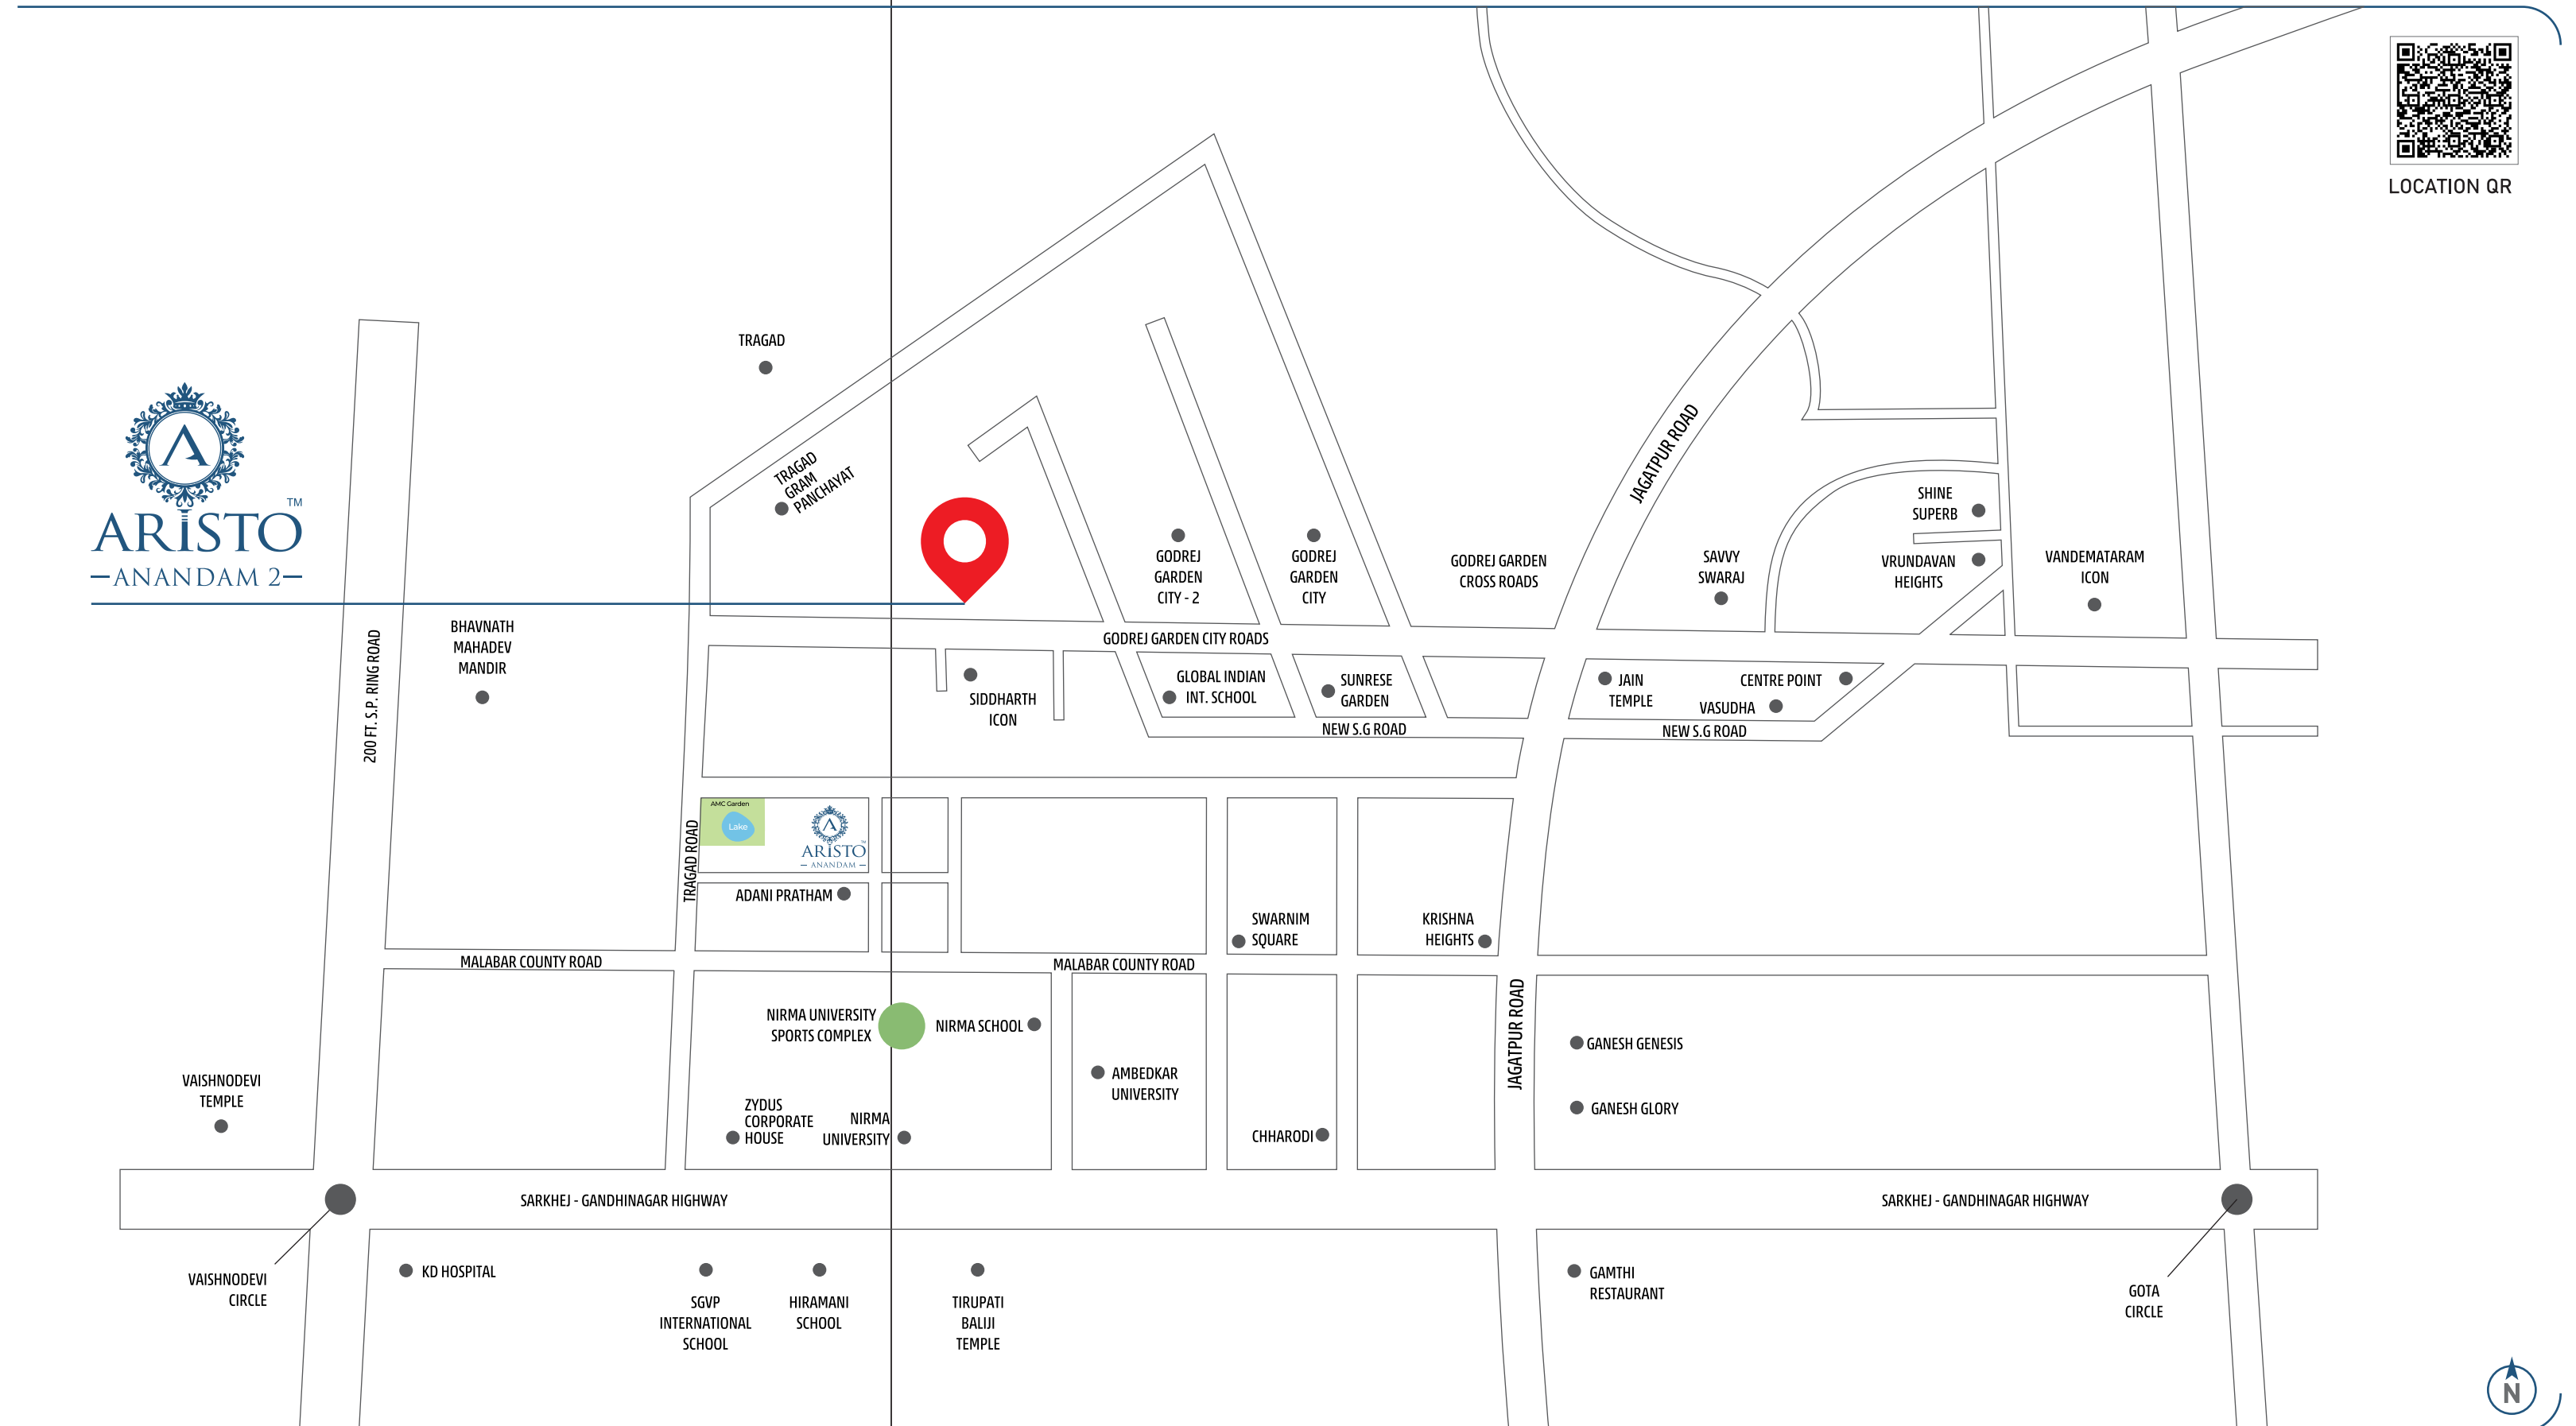 LOCATION QR
TRAGAD
TRAGAD
GRAM
PANCHAYAT
ARISTO™
ANANDAM 2
JAGATPUR ROAD
GODREJ
GARDEN
CITY - 2
GODREJ
GARDEN
CITY
GODREJ GARDEN
CROSS ROADS
SAVVY
SWARAJ
SHINE
SUPERB
VRUNDAVAN
HEIGHTS
VANDEMATARAM
ICON
200 FT. S.P. RING ROAD
BHAVNATH
MAHADEV
MANDIR
GODREJ GARDEN CITY ROADS
SIDDHARTH
ICON
GLOBAL INDIAN
INT. SCHOOL
SUNRESE
GARDEN
JAIN
TEMPLE
CENTRE POINT
VASUDHA
NEW S.G ROAD
NEW S.G ROAD
TRAGAD ROAD
AMC Garden
Lake
ARISTO™
ANANDAM
ADANI PRATHAM
SWARNIM
SQUARE
KRISHNA
HEIGHTS
MALABAR COUNTY ROAD
MALABAR COUNTY ROAD
NIRMA UNIVERSITY
SPORTS COMPLEX
NIRMA SCHOOL
JAGATPUR ROAD
GANESH GENESIS
AMBEDKAR
UNIVERSITY
GANESH GLORY
VAISHNODEVI
TEMPLE
ZYDUS
CORPORATE
HOUSE
NIRMA
UNIVERSITY
CHHARODI
SARKHEJ - GANDHINAGAR HIGHWAY
SARKHEJ - GANDHINAGAR HIGHWAY
VAISHNODEVI
CIRCLE
KD HOSPITAL
SGVP
INTERNATIONAL
SCHOOL
HIRAMANI
SCHOOL
TIRUPATI
BALIJI
TEMPLE
GAMTHI
RESTAURANT
GOTA
CIRCLE
N